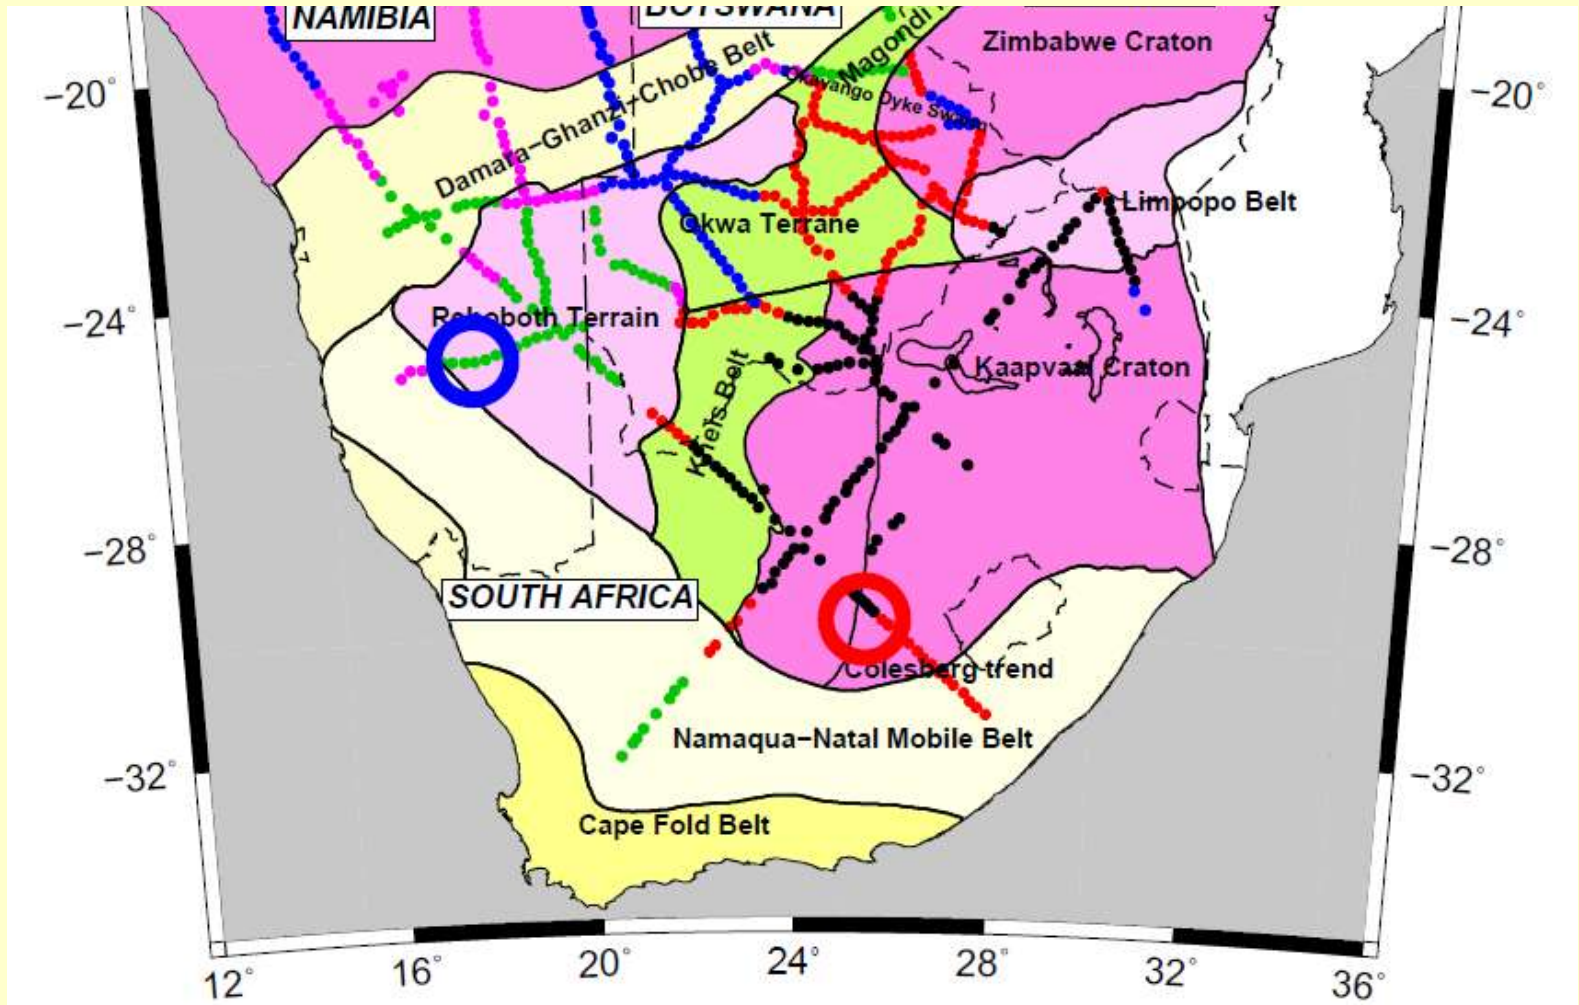 NAMIBIA
BOTSWANA
Zimbabwe Craton
Magondi
Damara-Ghanzi-Chobe Belt
Okavango Dyke Swarm
−20°
−20°
Limpopo Belt
Okwa Terrane
Rehoboth Terrain
−24°
−24°
Kaapvaal Craton
Kheis Belt
−28°
−28°
SOUTH AFRICA
Colesberg trend
Namaqua−Natal Mobile Belt
−32°
−32°
Cape Fold Belt
12°
16°
20°
24°
28°
32°
36°